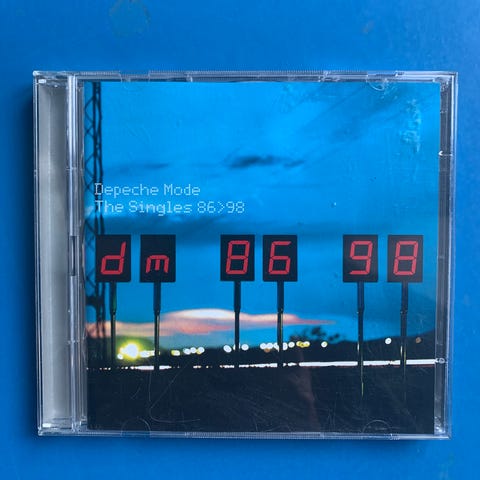 Depeche Mode
The Singles 86>98
dm 86 98